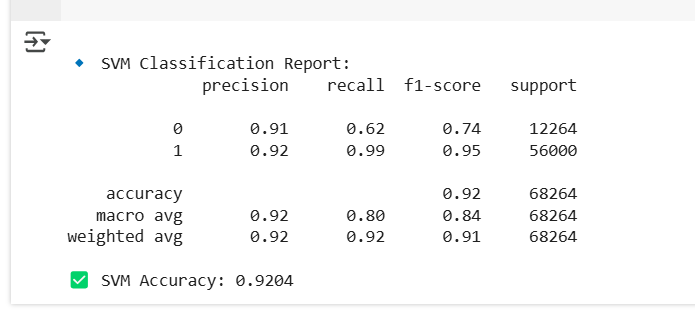 🔹 SVM Classification Report:
              precision    recall  f1-score   support

           0       0.91      0.62      0.74     12264
           1       0.92      0.99      0.95     56000

    accuracy                           0.92     68264
   macro avg       0.92      0.80      0.84     68264
weighted avg       0.92      0.92      0.91     68264

✅ SVM Accuracy: 0.9204